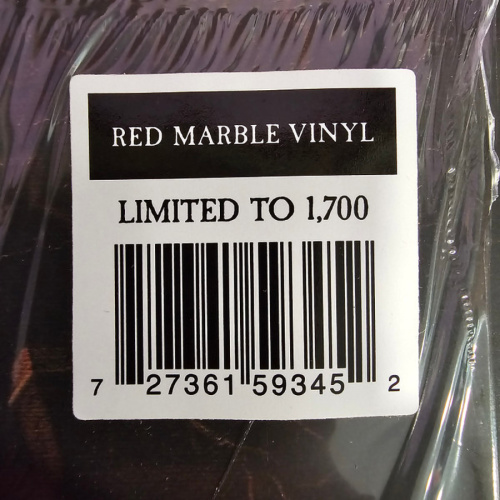 RED MARBLE VINYL
LIMITED TO 1,700
7 27361 59345 2